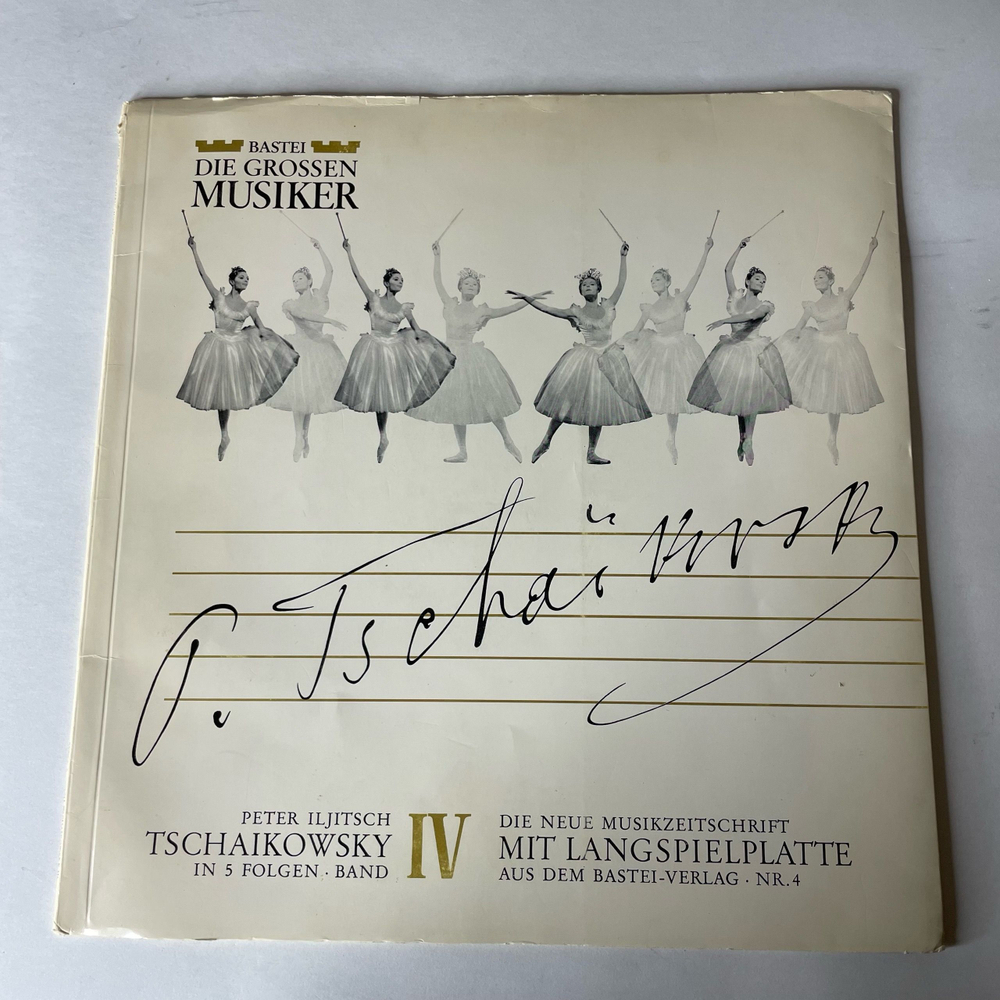 BASTEI
DIE GROSSEN
MUSIKER
P. Tschaïkovsky
PETER ILJITSCH
TSCHAIKOWSKY
IN 5 FOLGEN · BAND
IV
DIE NEUE MUSIKZEITSCHRIFT
MIT LANGSPIELPLATTE
AUS DEM BASTEI-VERLAG · NR. 4